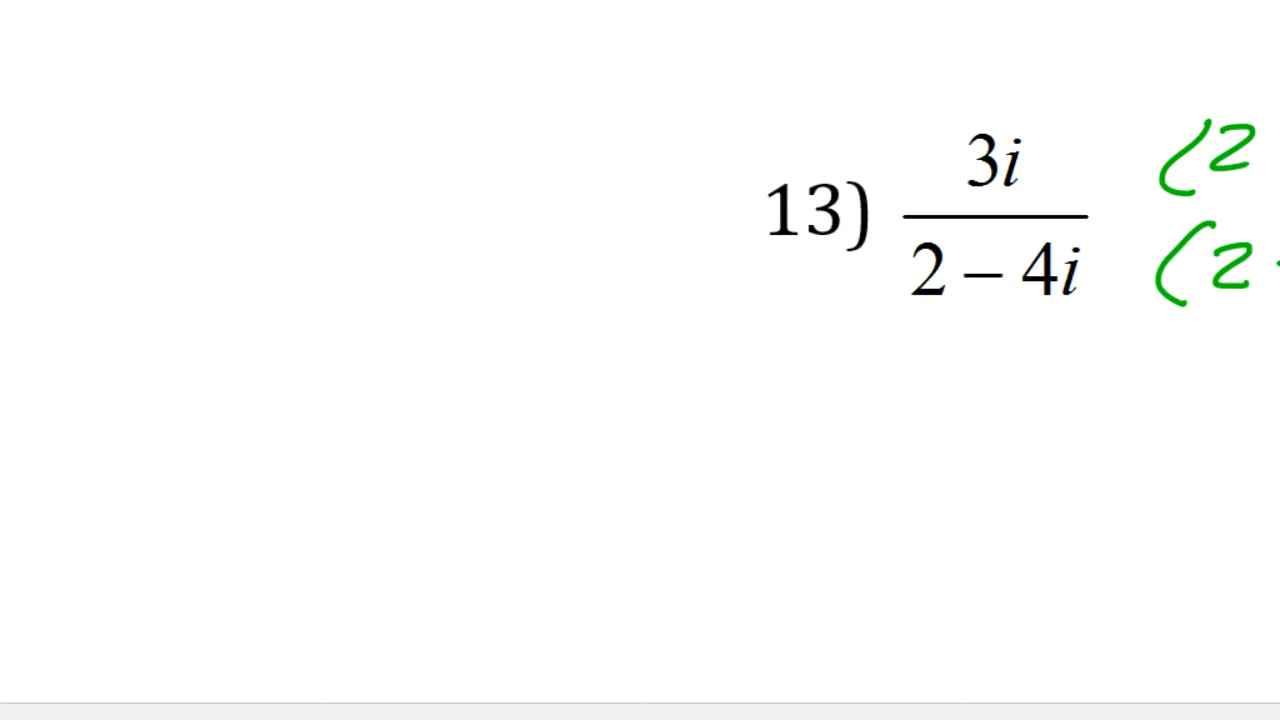 13) 3i (2
2 – 4i (2